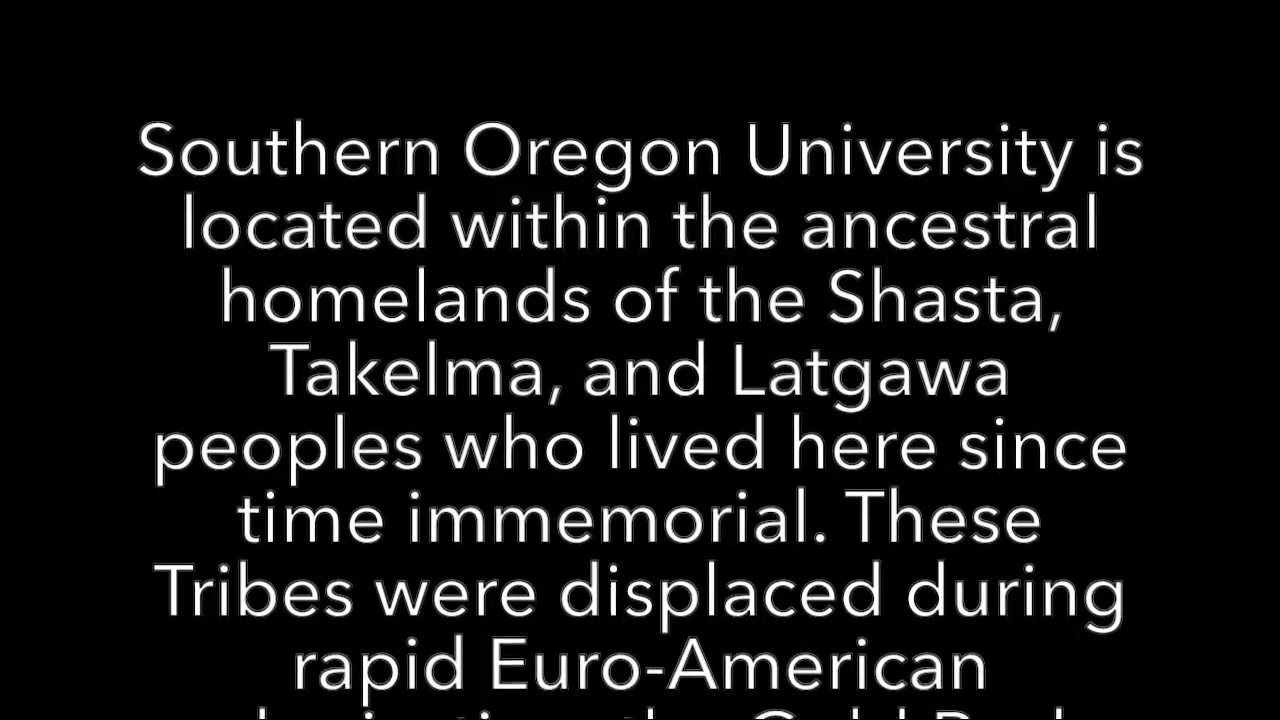 Southern Oregon University is
located within the ancestral
homelands of the Shasta,
Takelma, and Latgawa
peoples who lived here since
time immemorial. These
Tribes were displaced during
rapid Euro-American